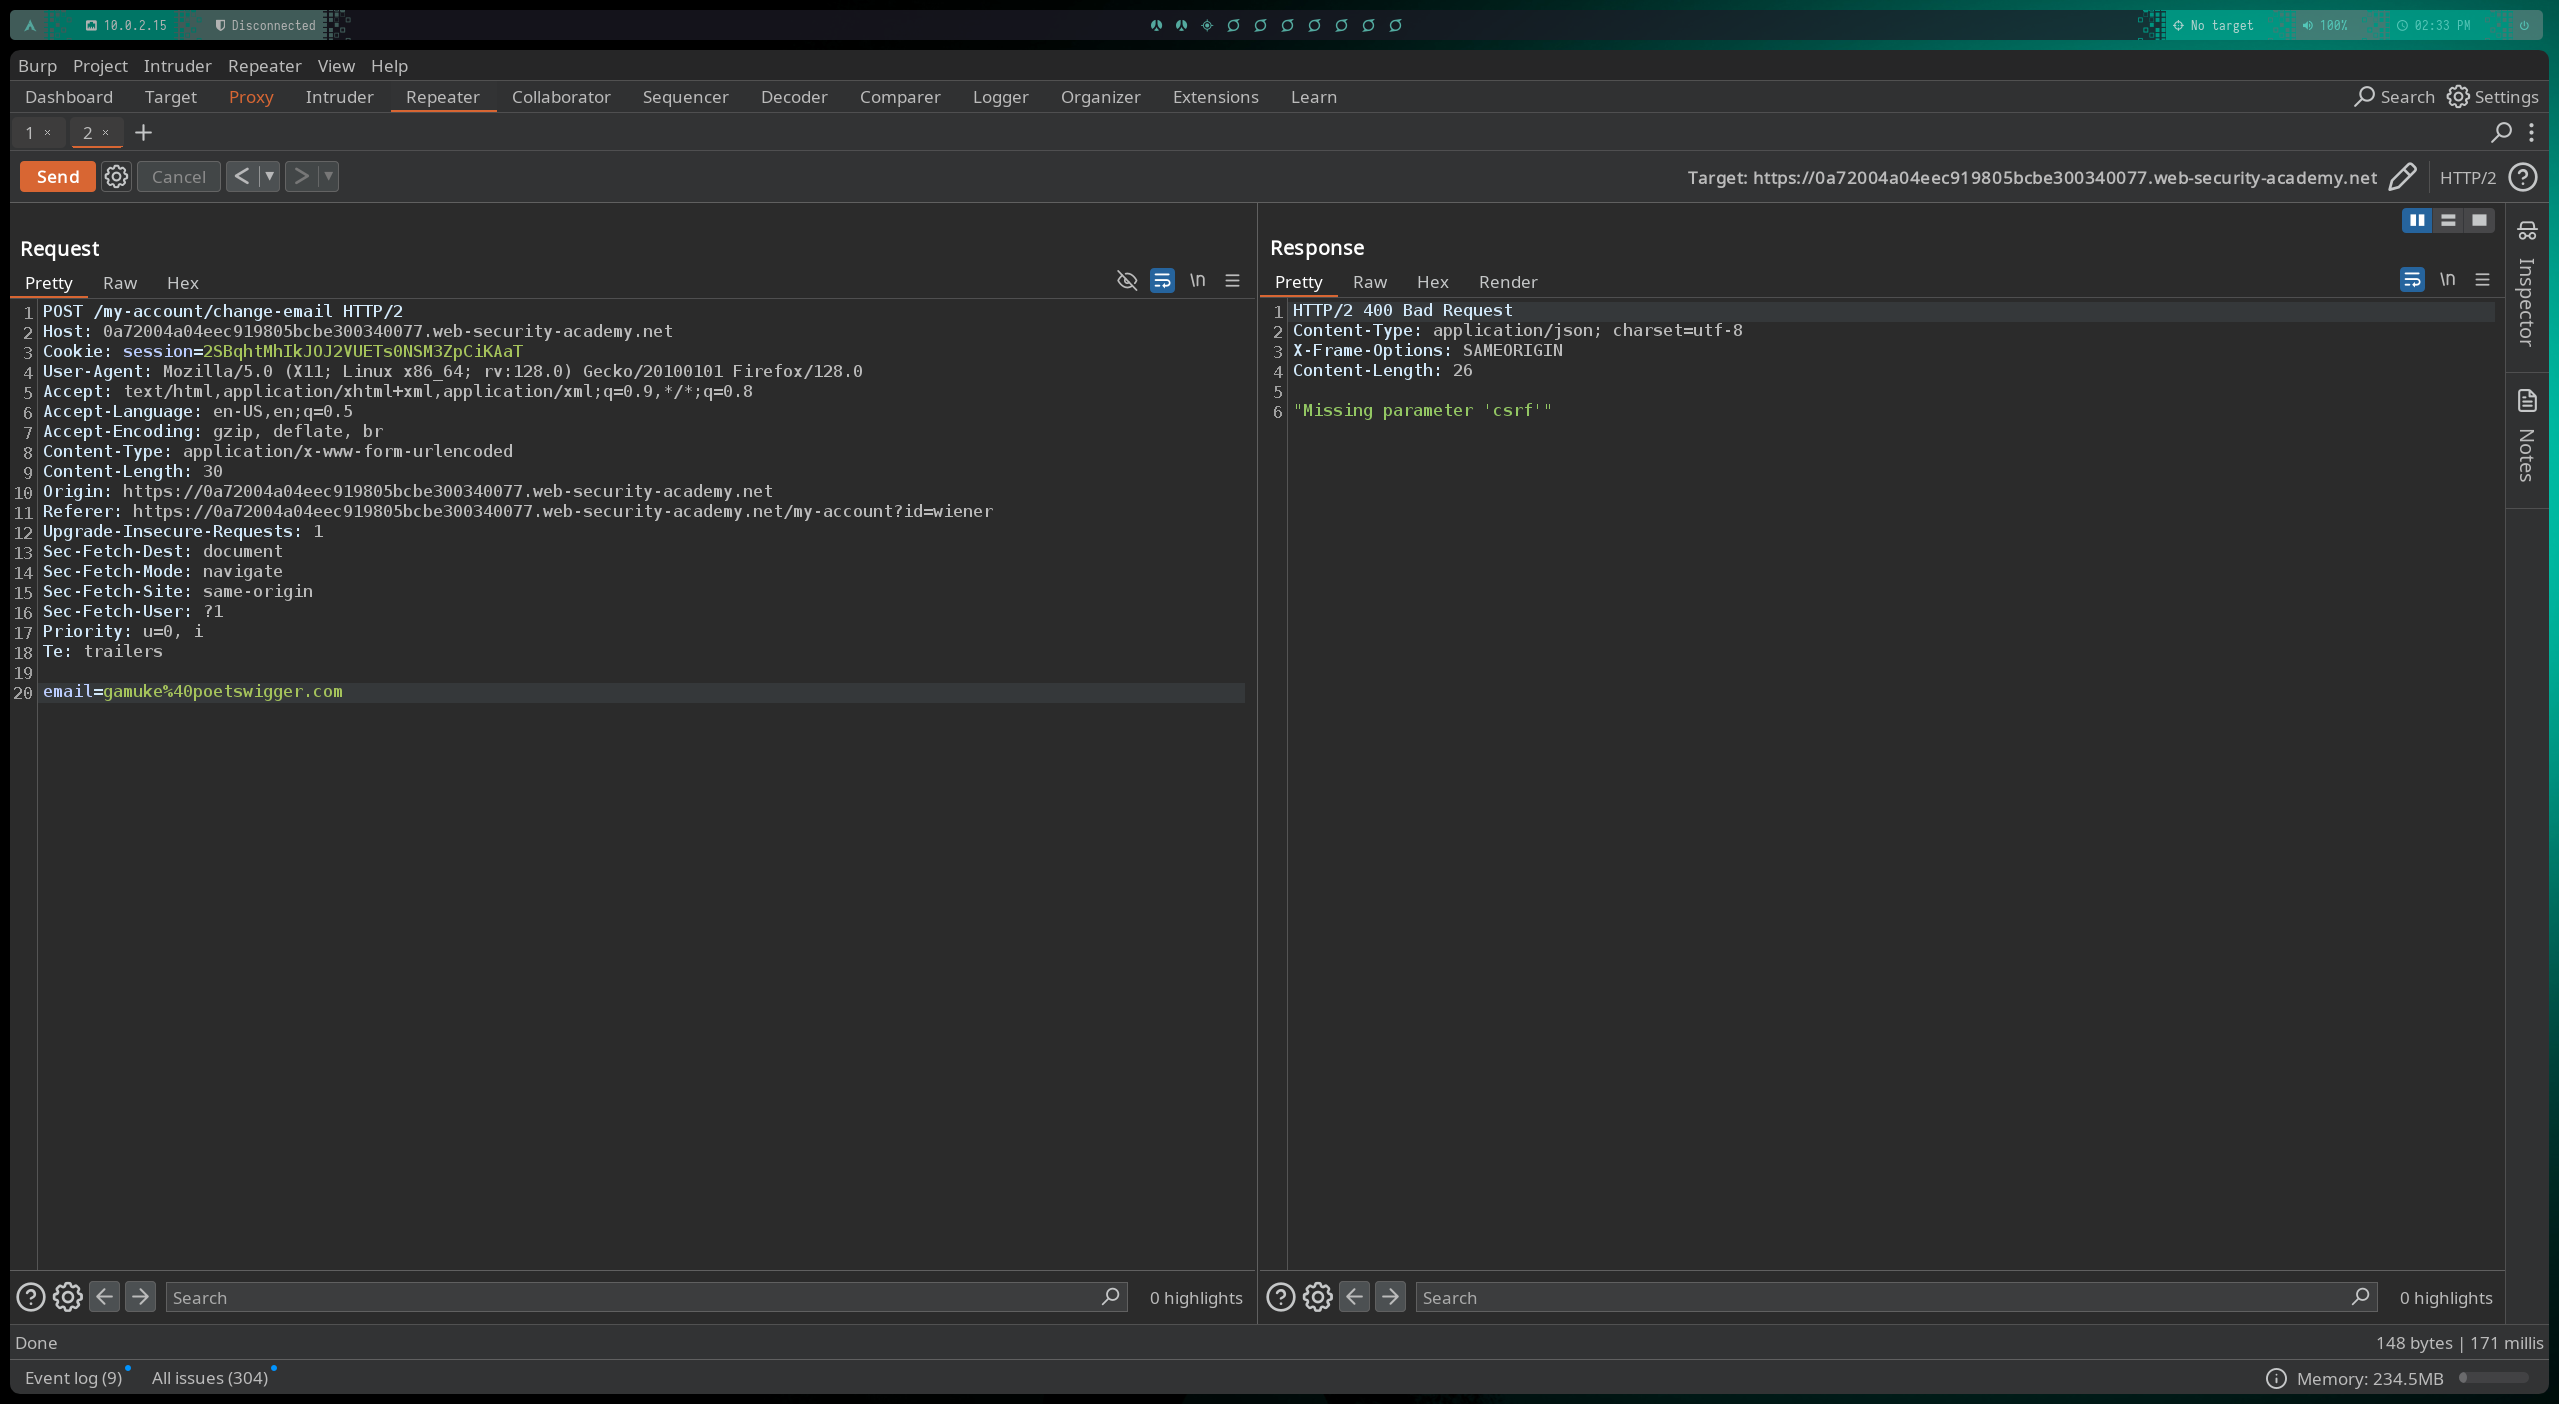 10.0.2.15 Disconnected No target 100% 02:33 PM
Burp Project Intruder Repeater View Help
Dashboard Target Proxy Intruder Repeater Collaborator Sequencer Decoder Comparer Logger Organizer Extensions Learn Search Settings
1 × 2 × +
Send Cancel < ▼ > ▼ Target: https://0a72004a04eec919805bcbe300340077.web-security-academy.net HTTP/2
Request
Pretty Raw Hex \n
1 POST /my-account/change-email HTTP/2
2 Host: 0a72004a04eec919805bcbe300340077.web-security-academy.net
3 Cookie: session=2SBqhtMhIkJOJ2VUETs0NSM3ZpCiKAaT
4 User-Agent: Mozilla/5.0 (X11; Linux x86_64; rv:128.0) Gecko/20100101 Firefox/128.0
5 Accept: text/html,application/xhtml+xml,application/xml;q=0.9,*/*;q=0.8
6 Accept-Language: en-US,en;q=0.5
7 Accept-Encoding: gzip, deflate, br
8 Content-Type: application/x-www-form-urlencoded
9 Content-Length: 30
10 Origin: https://0a72004a04eec919805bcbe300340077.web-security-academy.net
11 Referer: https://0a72004a04eec919805bcbe300340077.web-security-academy.net/my-account?id=wiener
12 Upgrade-Insecure-Requests: 1
13 Sec-Fetch-Dest: document
14 Sec-Fetch-Mode: navigate
15 Sec-Fetch-Site: same-origin
16 Sec-Fetch-User: ?1
17 Priority: u=0, i
18 Te: trailers
19
20 email=gamuke%40poetswigger.com
Search 0 highlights
Response
Pretty Raw Hex Render \n
1 HTTP/2 400 Bad Request
2 Content-Type: application/json; charset=utf-8
3 X-Frame-Options: SAMEORIGIN
4 Content-Length: 26
5
6 "Missing parameter 'csrf'"
Search 0 highlights
Inspector
Notes
Done 148 bytes | 171 millis
Event log (9) All issues (304) Memory: 234.5MB